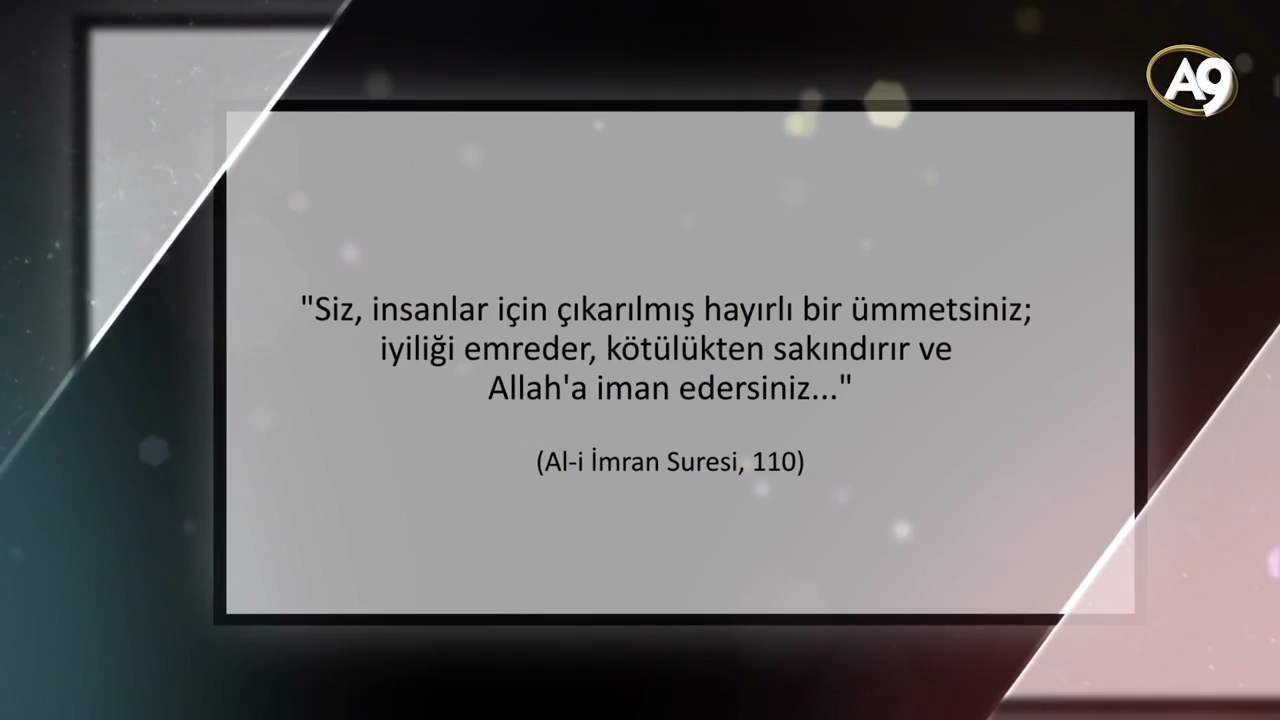 A9
"Siz, insanlar için çıkarılmış hayırlı bir ümmetsiniz;
iyiliği emreder, kötülükten sakındırır ve
Allah'a iman edersiniz..."
(Al-i İmran Suresi, 110)